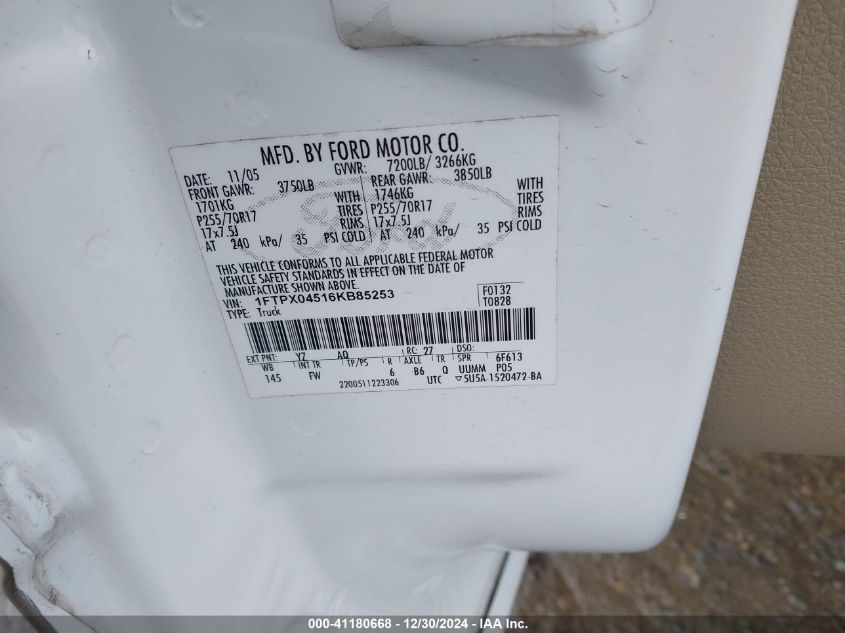 MFD. BY FORD MOTOR CO.
DATE: 11/05 GVWR: 7200LB/ 3266KG
FRONT GAWR: 3750LB REAR GAWR: 3850LB
1701KG WITH 1746KG WITH
P255/70R17 TIRES P255/70R17 TIRES
17x7.5J RIMS 17x7.5J RIMS
AT 240 kPa/ 35 PSI COLD AT 240 kPa/ 35 PSI COLD
THIS VEHICLE CONFORMS TO ALL APPLICABLE FEDERAL MOTOR
VEHICLE SAFETY STANDARDS IN EFFECT ON THE DATE OF
MANUFACTURE SHOWN ABOVE.
VIN: 1FTPX04516KB85253 F0132
TYPE: Truck T0828
EXT PNT: YZ AQ RC: 27 DSO:
WB INT TR TP/PS R AXLE TR SPR 6F613
145 FW 6 B6 Q UUMM P05
2200511223306 UTC ▽5U5A-1520472-BA
Ford
000-41180668 - 12/30/2024 - IAA Inc.